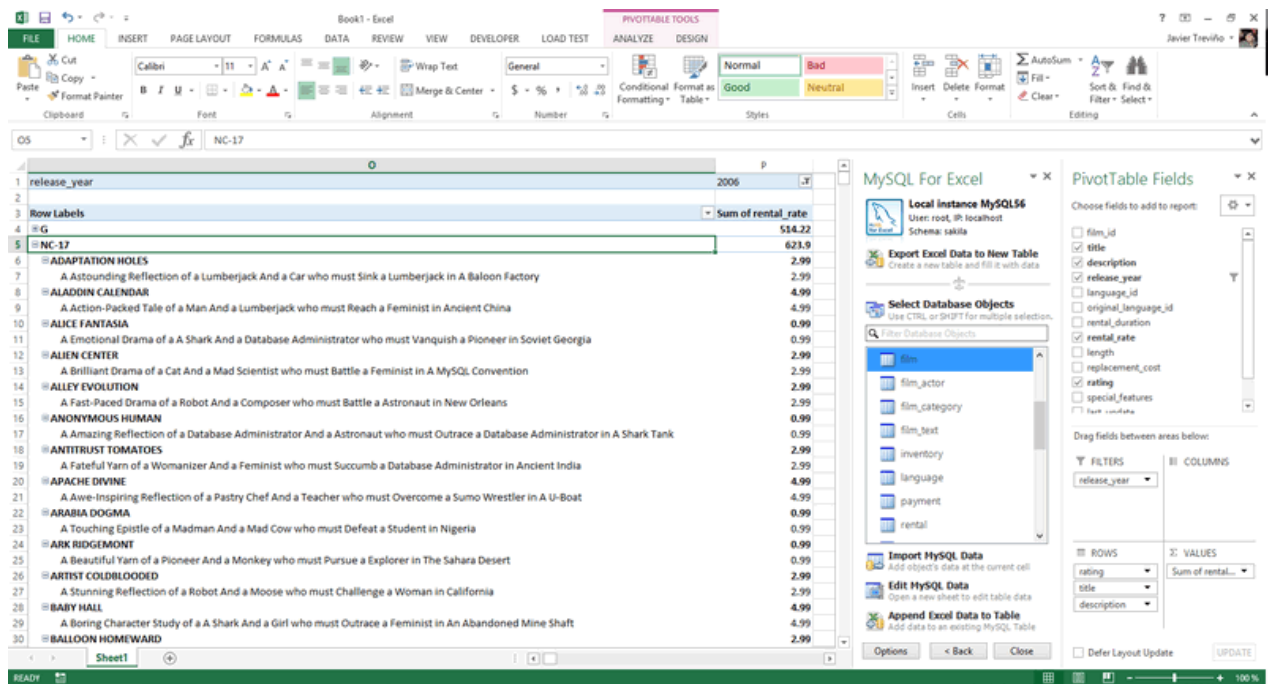 Book1 - Excel
PIVOTTABLE TOOLS
?
FILE HOME INSERT PAGE LAYOUT FORMULAS DATA REVIEW VIEW DEVELOPER LOAD TEST ANALYZE DESIGN
Javier Treviño
Paste
Cut
Copy
Format Painter
Clipboard
Calibri 11
B I U
Font
Wrap Text
Merge & Center
Alignment
General
$ % ,
Number
Conditional Formatting
Format as Table
Normal Bad
Good Neutral
Styles
Insert Delete Format
Cells
AutoSum
Fill
Clear
Sort & Filter
Find & Select
Editing
O5 fx NC-17
O P
1 release_year 2006
2
3 Row Labels Sum of rental_rate
4 G 514.22
5 NC-17 623.9
6 ADAPTATION HOLES 2.99
7 A Astounding Reflection of a Lumberjack And a Car who must Sink a Lumberjack in A Baloon Factory 2.99
8 ALADDIN CALENDAR 4.99
9 A Action-Packed Tale of a Man And a Lumberjack who must Reach a Feminist in Ancient China 4.99
10 ALICE FANTASIA 0.99
11 A Emotional Drama of a A Shark And a Database Administrator who must Vanquish a Pioneer in Soviet Georgia 0.99
12 ALIEN CENTER 2.99
13 A Brilliant Drama of a Cat And a Mad Scientist who must Battle a Feminist in A MySQL Convention 2.99
14 ALLEY EVOLUTION 2.99
15 A Fast-Paced Drama of a Robot And a Composer who must Battle a Astronaut in New Orleans 2.99
16 ANONYMOUS HUMAN 0.99
17 A Amazing Reflection of a Database Administrator And a Astronaut who must Outrace a Database Administrator in A Shark Tank 0.99
18 ANTITRUST TOMATOES 2.99
19 A Fateful Yarn of a Womanizer And a Feminist who must Succumb a Database Administrator in Ancient India 2.99
20 APACHE DIVINE 4.99
21 A Awe-Inspiring Reflection of a Pastry Chef And a Teacher who must Overcome a Sumo Wrestler in A U-Boat 4.99
22 ARABIA DOGMA 0.99
23 A Touching Epistle of a Madman And a Mad Cow who must Defeat a Student in Nigeria 0.99
24 ARK RIDGEMONT 0.99
25 A Beautiful Yarn of a Pioneer And a Monkey who must Pursue a Explorer in The Sahara Desert 0.99
26 ARTIST COLDBLOODED 2.99
27 A Stunning Reflection of a Robot And a Moose who must Challenge a Woman in California 2.99
28 BABY HALL 4.99
29 A Boring Character Study of a A Shark And a Girl who must Outrace a Feminist in An Abandoned Mine Shaft 4.99
30 BALLOON HOMEWARD 2.99
Sheet1
READY
100 %
MySQL For Excel
Local instance MySQL56
User: root, IP: localhost
Schema: sakila
Export Excel Data to New Table
Create a new table and fill it with data
Select Database Objects
Use CTRL or SHIFT for multiple selection.
Filter Database Objects
film
film_actor
film_category
film_text
inventory
language
payment
rental
Import MySQL Data
Add object's data at the current cell
Edit MySQL Data
Open a new sheet to edit table data
Append Excel Data to Table
Add data to an existing MySQL Table
Options < Back Close
PivotTable Fields
Choose fields to add to report:
film_id
title
description
release_year
language_id
original_language_id
rental_duration
rental_rate
length
replacement_cost
rating
special_features
last_update
Drag fields between areas below:
FILTERS COLUMNS
release_year
ROWS Σ VALUES
rating Sum of rental...
title
description
Defer Layout Update UPDATE